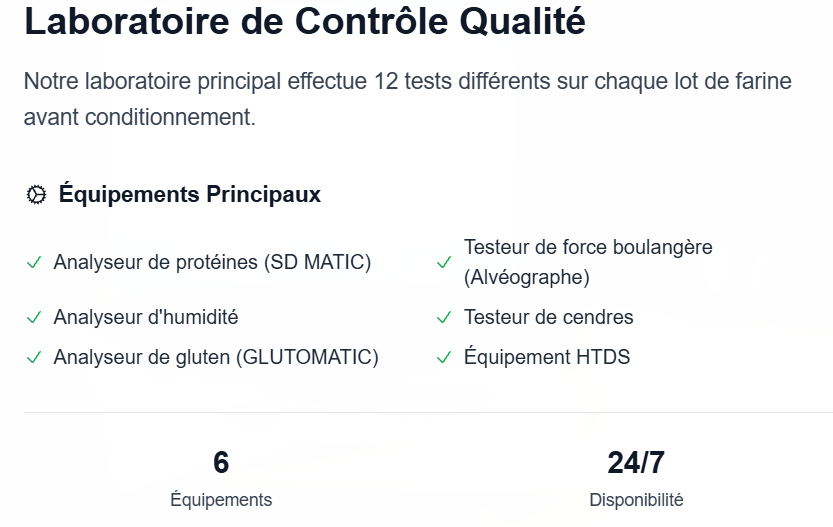 Laboratoire de Contrôle Qualité
Notre laboratoire principal effectue 12 tests différents sur chaque lot de farine
avant conditionnement.
Équipements Principaux
Analyseur de protéines (SD MATIC)
Testeur de force boulangère
(Alvéographe)
Analyseur d'humidité
Testeur de cendres
Analyseur de gluten (GLUTOMATIC)
Équipement HTDS
6
Équipements
24/7
Disponibilité